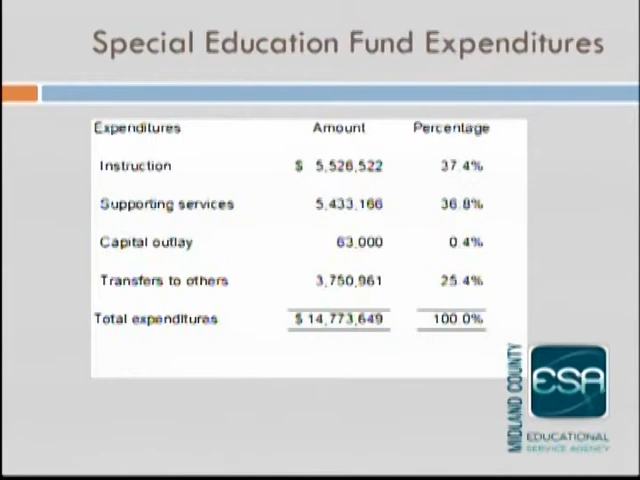 Special Education Fund Expenditures
Expenditures Amount Percentage
Instruction $ 5,526,522 37.4%
Supporting services 5,433,166 36.8%
Capital outlay 63,000 0.4%
Transfers to others 3,750,961 25.4%
Total expenditures $ 14,773,649 100.0%
MIDLAND COUNTY
ESA
EDUCATIONAL
SERVICE AGENCY